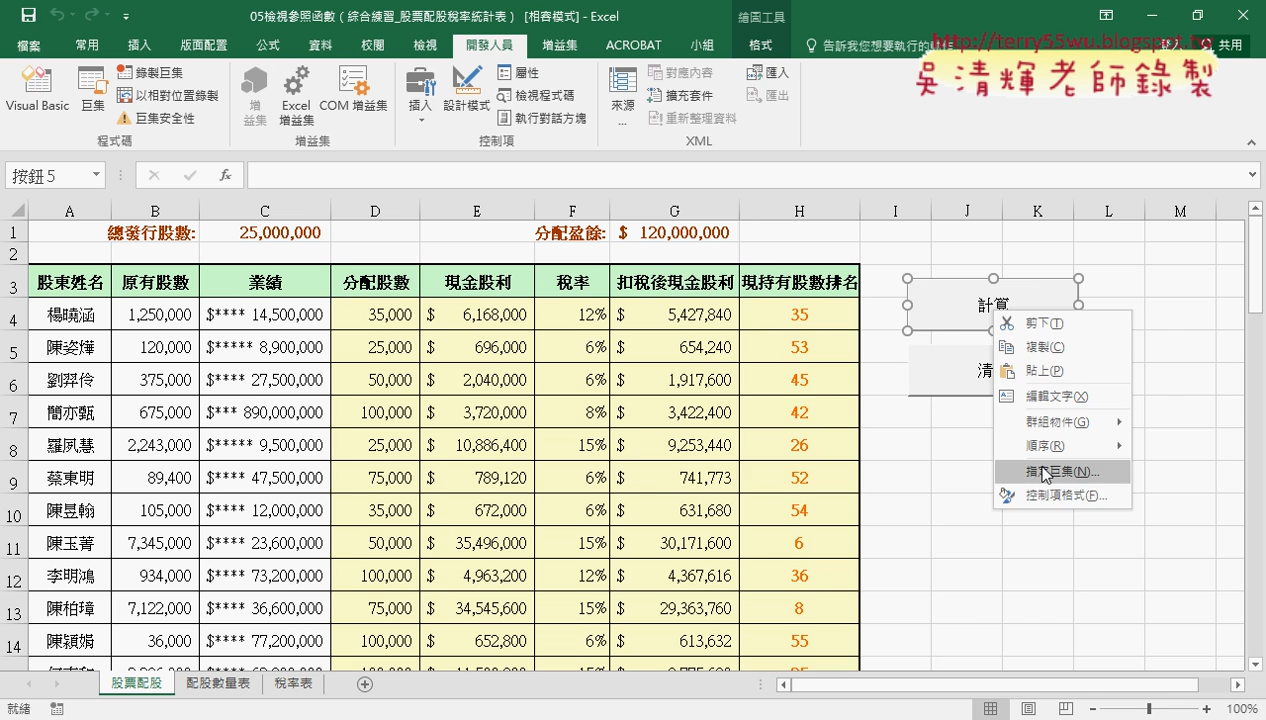 05檢視參照函數（綜合練習_股票配股稅率統計表） [相容模式] - Excel
繪圖工具
檔案 常用 插入 版面配置 公式 資料 校閱 檢視 開發人員 增益集 ACROBAT 小組 格式 告訴我您想要執行的 共用
http://terry55wu.blogspot.tw
吳清輝老師錄製
Visual Basic 巨集 錄製巨集 以相對位置錄製 巨集安全性 程式碼
增益集 Excel 增益集 COM 增益集 增益集
插入 設計模式 屬性 檢視程式碼 執行對話方塊 控制項
來源... 對應內容 擴充套件 重新整理資料 匯入 匯出 XML
按鈕 5 fx
A B C D E F G H I J K L M
1 總發行股數: 25,000,000 分配盈餘: $ 120,000,000
2
3 股東姓名 原有股數 業績 分配股數 現金股利 稅率 扣稅後現金股利 現持有股數排名
4 楊曉涵 1,250,000 $**** 14,500,000 35,000 $ 6,168,000 12% $ 5,427,840 35
5 陳姿燁 120,000 $***** 8,900,000 25,000 $ 696,000 6% $ 654,240 53
6 劉羿伶 375,000 $**** 27,500,000 50,000 $ 2,040,000 6% $ 1,917,600 45
7 簡亦甄 675,000 $*** 890,000,000 100,000 $ 3,720,000 8% $ 3,422,400 42
8 羅夙慧 2,243,000 $***** 9,500,000 25,000 $ 10,886,400 15% $ 9,253,440 26
9 蔡東明 89,400 $**** 47,500,000 75,000 $ 789,120 6% $ 741,773 52
10 陳昱翰 105,000 $**** 12,000,000 35,000 $ 672,000 6% $ 631,680 54
11 陳玉菁 7,345,000 $**** 23,600,000 50,000 $ 35,496,000 15% $ 30,171,600 6
12 李明鴻 934,000 $**** 73,200,000 100,000 $ 4,963,200 12% $ 4,367,616 36
13 陳柏璋 7,122,000 $**** 36,600,000 75,000 $ 34,545,600 15% $ 29,363,760 8
14 陳穎娟 36,000 $**** 77,200,000 100,000 $ 652,800 6% $ 613,632 55
計算
清
剪下(T)
複製(C)
貼上(P)
編輯文字(X)
群組物件(G)
順序(R)
指定巨集(N)...
控制項格式(F)...
股票配股 配股數量表 稅率表
就緒 100%